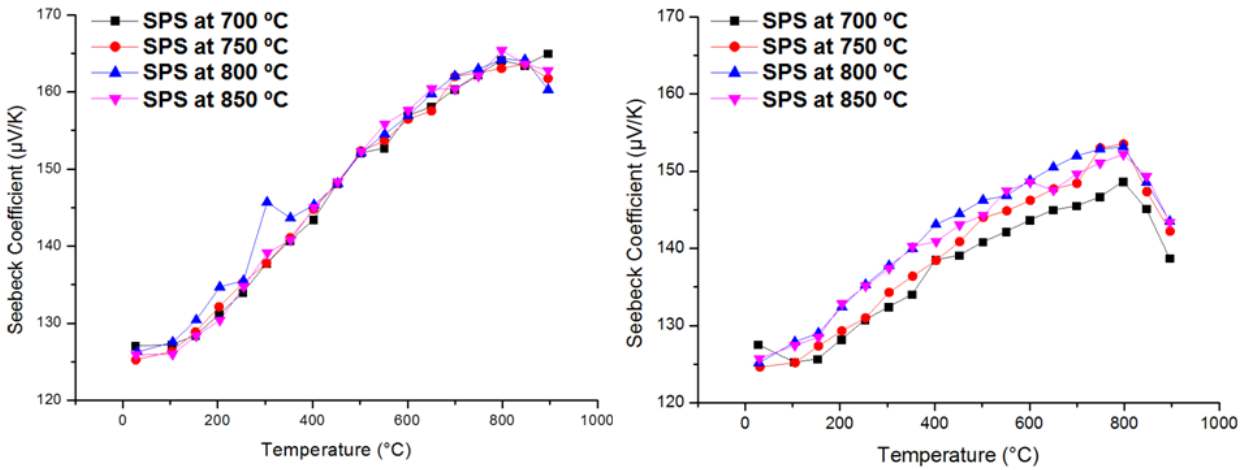 170
160
150
140
130
120
Seebeck Coefficient (µV/K)
SPS at 700 ºC
SPS at 750 ºC
SPS at 800 ºC
SPS at 850 ºC
0
200
400
600
800
1000
Temperature (°C)
170
160
150
140
130
120
Seebeck Coefficient (µV/K)
SPS at 700 ºC
SPS at 750 ºC
SPS at 800 ºC
SPS at 850 ºC
0
200
400
600
800
1000
Temperature (°C)